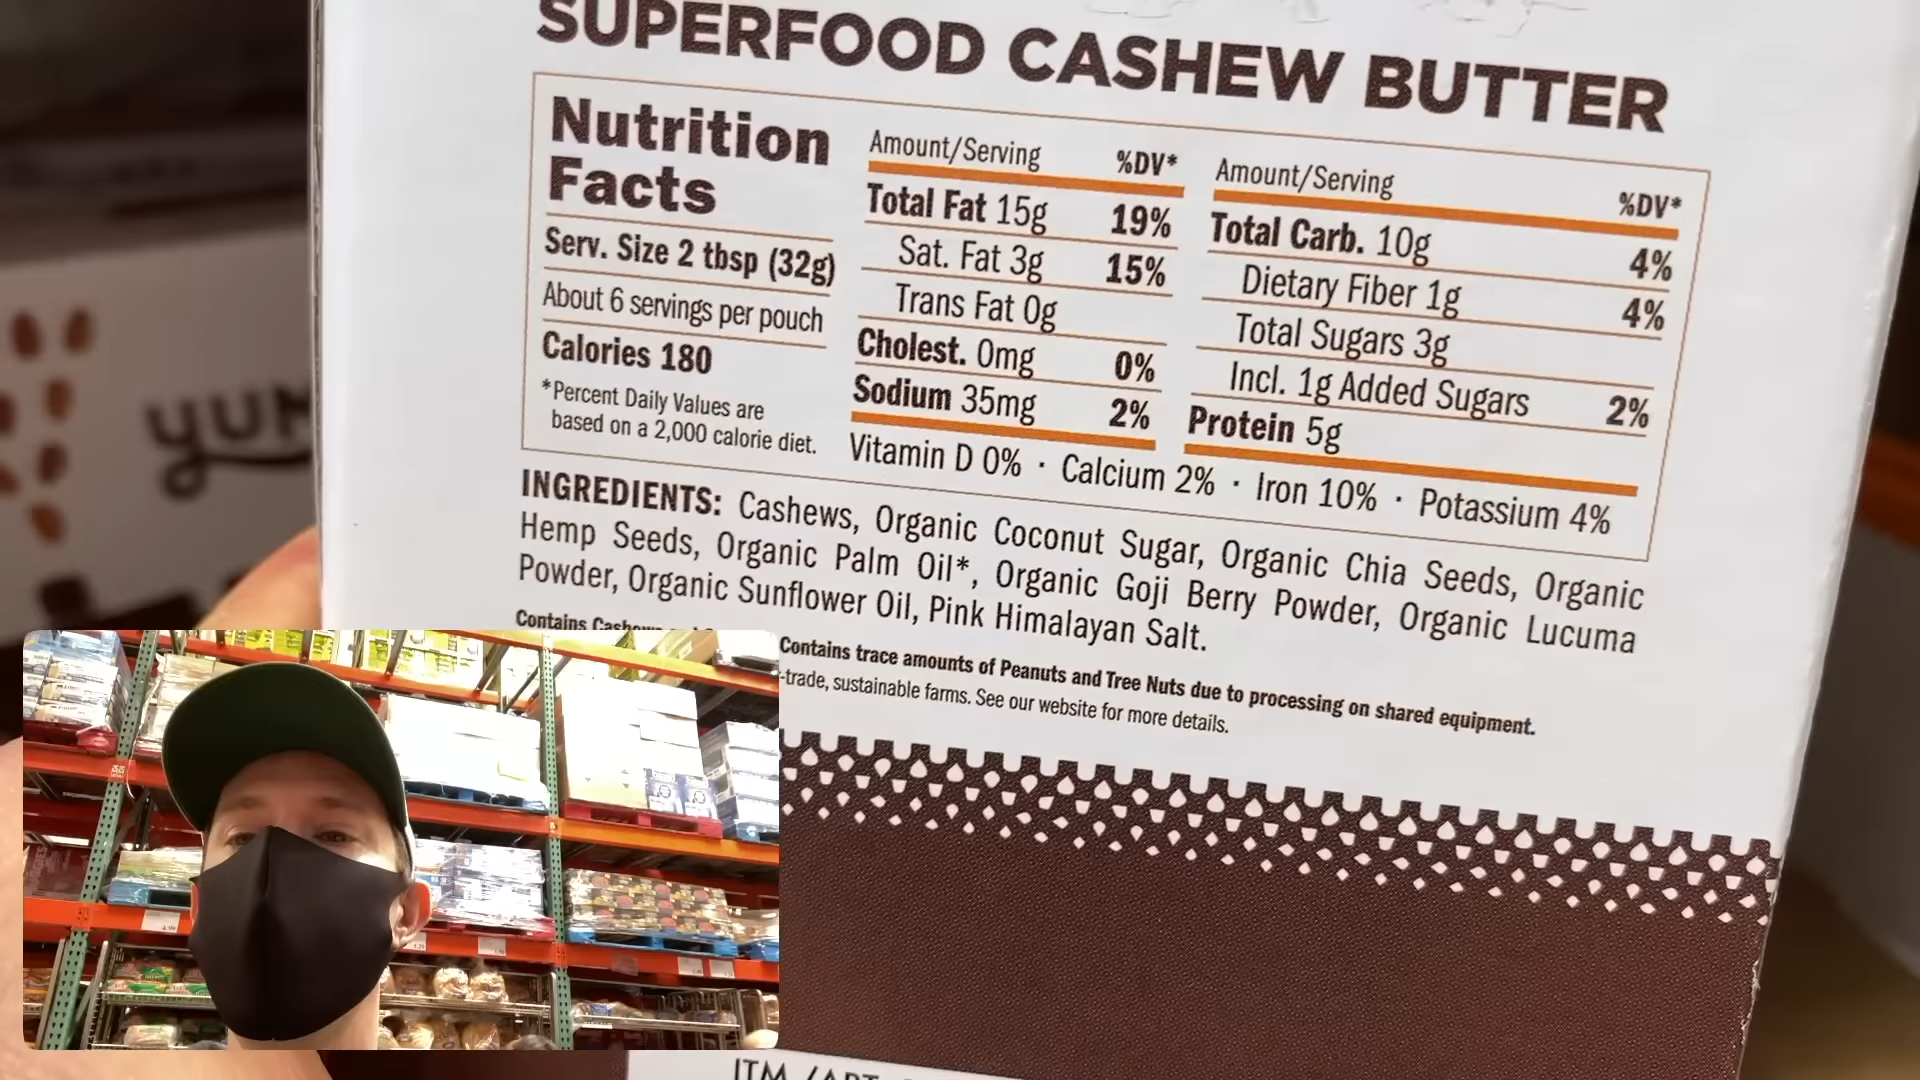 SUPERFOOD CASHEW BUTTER
Nutrition
Facts
Serv. Size 2 tbsp (32g)
About 6 servings per pouch
Calories 180
*Percent Daily Values are
based on a 2,000 calorie diet.
Amount/Serving %DV*
Total Fat 15g 19%
Sat. Fat 3g 15%
Trans Fat 0g
Cholest. 0mg 0%
Sodium 35mg 2%
Amount/Serving %DV*
Total Carb. 10g 4%
Dietary Fiber 1g 4%
Total Sugars 3g
Incl. 1g Added Sugars 2%
Protein 5g
Vitamin D 0% · Calcium 2% · Iron 10% · Potassium 4%
INGREDIENTS: Cashews, Organic Coconut Sugar, Organic Chia Seeds, Organic
Hemp Seeds, Organic Palm Oil*, Organic Goji Berry Powder, Organic Lucuma
Powder, Organic Sunflower Oil, Pink Himalayan Salt.
Contains Contains trace amounts of Peanuts and Tree Nuts due to processing on shared equipment.
-trade, sustainable farms. See our website for more details.
YUM